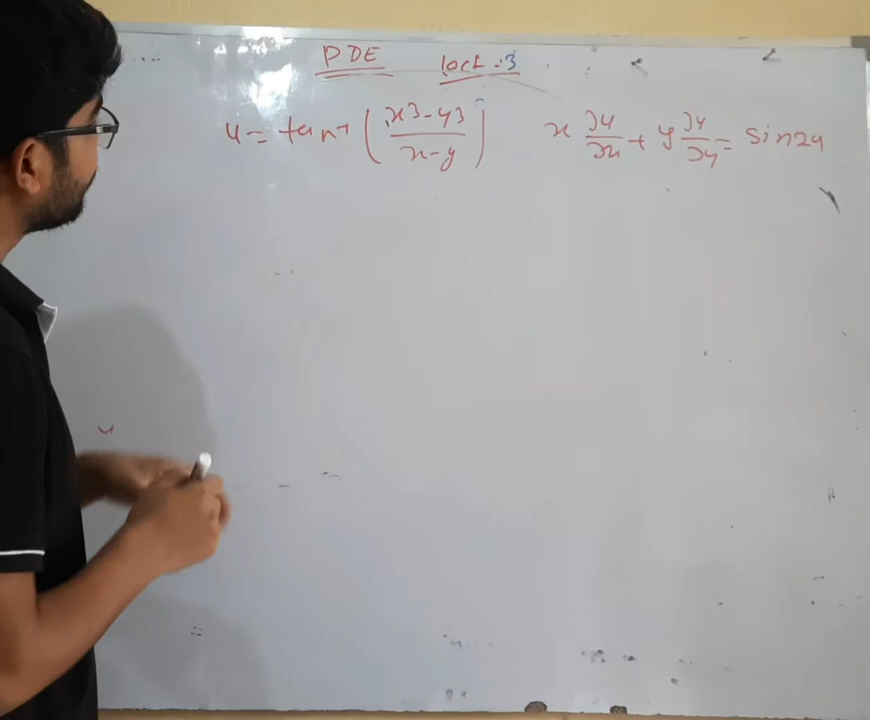 PDE lect. :3
u = tan⁻¹ (x3-y3 / x-y) x ∂u/∂x + y ∂u/∂y = sin2u